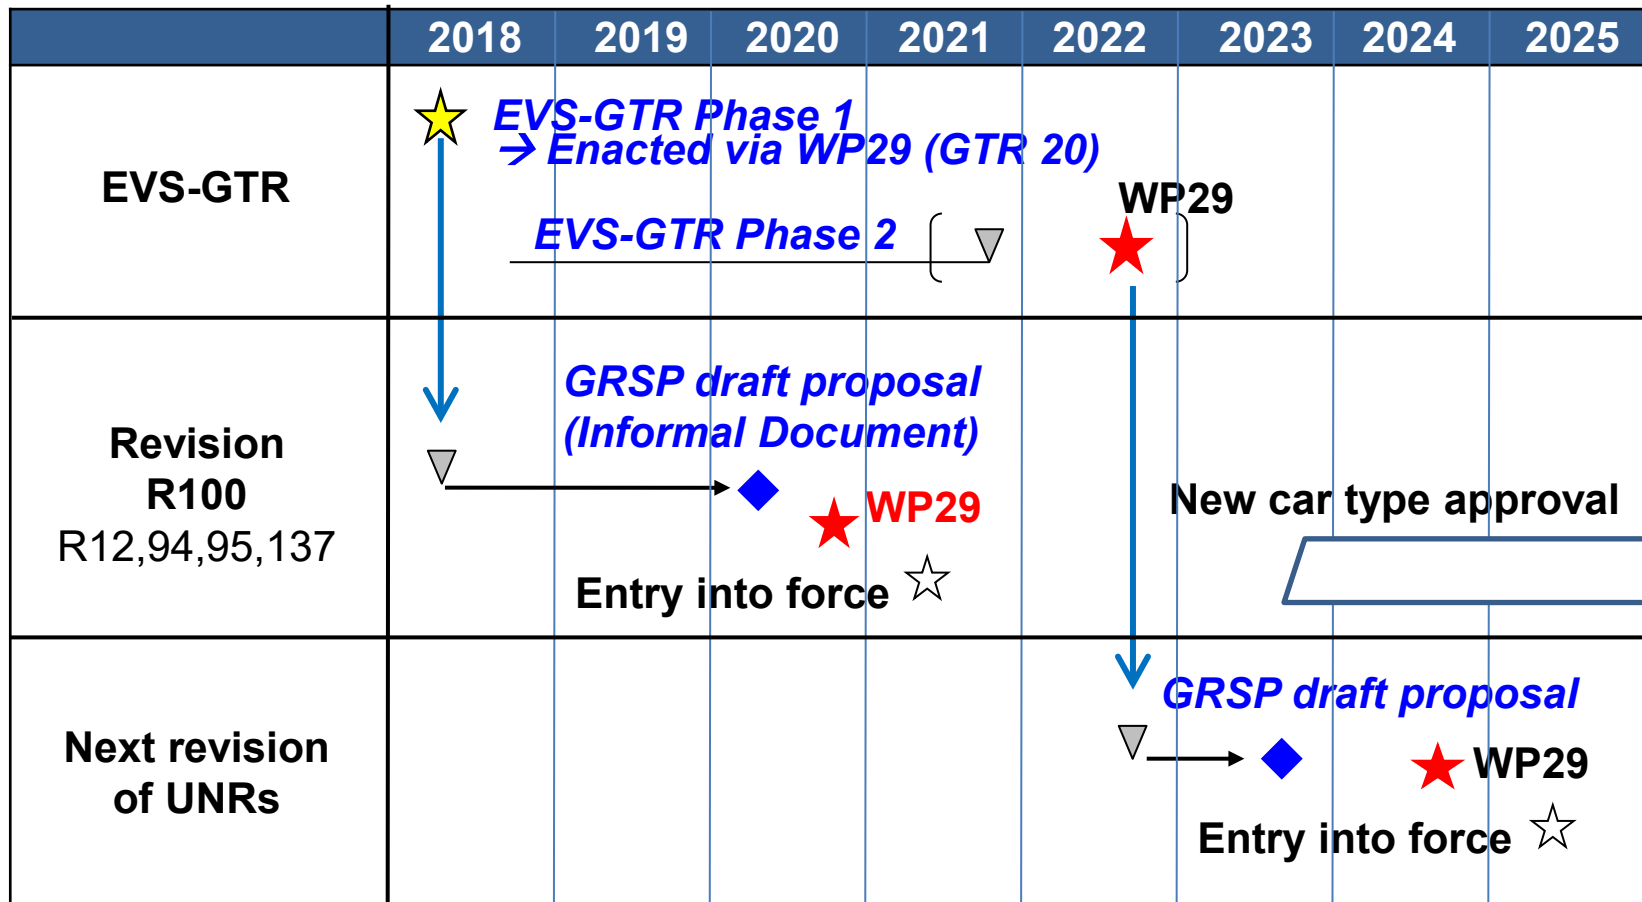 2018 2019 2020 2021 2022 2023 2024 2025
EVS-GTR
EVS-GTR Phase 1
→ Enacted via WP29 (GTR 20)
WP29
EVS-GTR Phase 2
Revision
R100
R12,94,95,137
GRSP draft proposal
(Informal Document)
WP29
Entry into force
New car type approval
Next revision
of UNRs
GRSP draft proposal
WP29
Entry into force